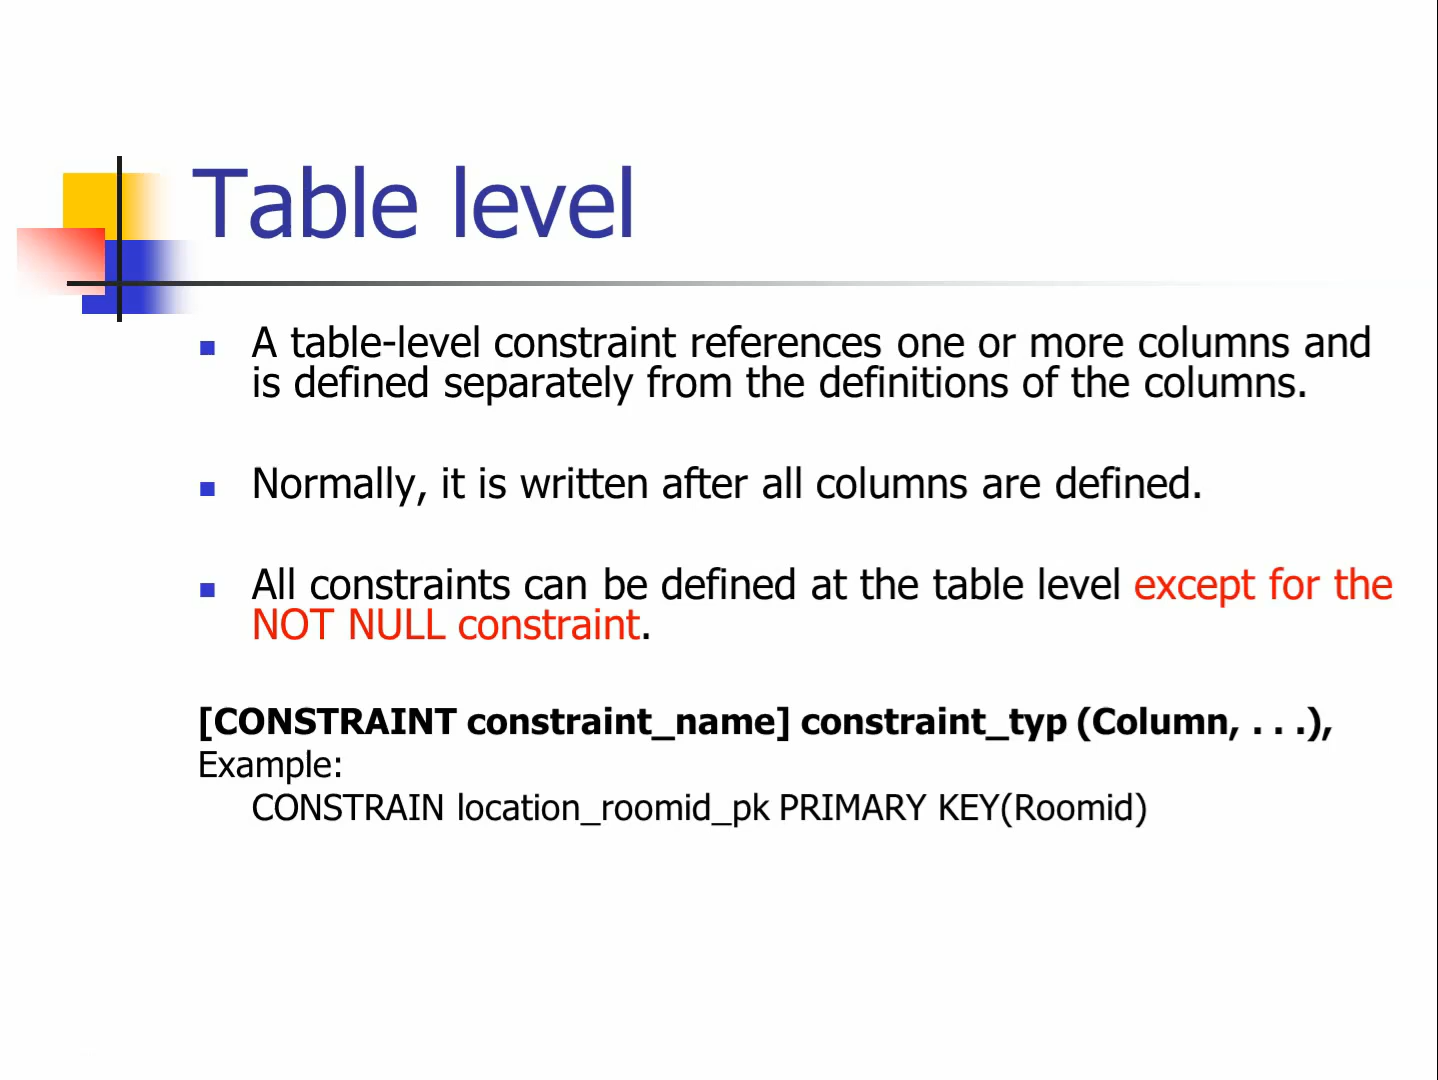 Table level
A table-level constraint references one or more columns and
is defined separately from the definitions of the columns.
Normally, it is written after all columns are defined.
All constraints can be defined at the table level except for the
NOT NULL constraint.
[CONSTRAINT constraint_name] constraint_typ (Column, . . .),
Example:
CONSTRAIN location_roomid_pk PRIMARY KEY(Roomid)